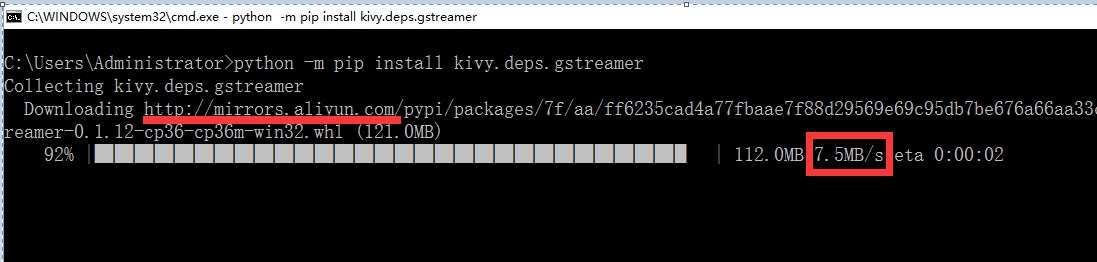 C:\WINDOWS\system32\cmd.exe - python -m pip install kivy.deps.gstreamer
C:\Users\Administrator>python -m pip install kivy.deps.gstreamer
Collecting kivy.deps.gstreamer
Downloading http://mirrors.aliyun.com/pypi/packages/7f/aa/ff6235cad4a77fbaae7f88d29569e69c95db7be676a66aa33
reamer-0.1.12-cp36-cp36m-win32.whl (121.0MB)
92% | | 112.0MB 7.5MB/s eta 0:00:02